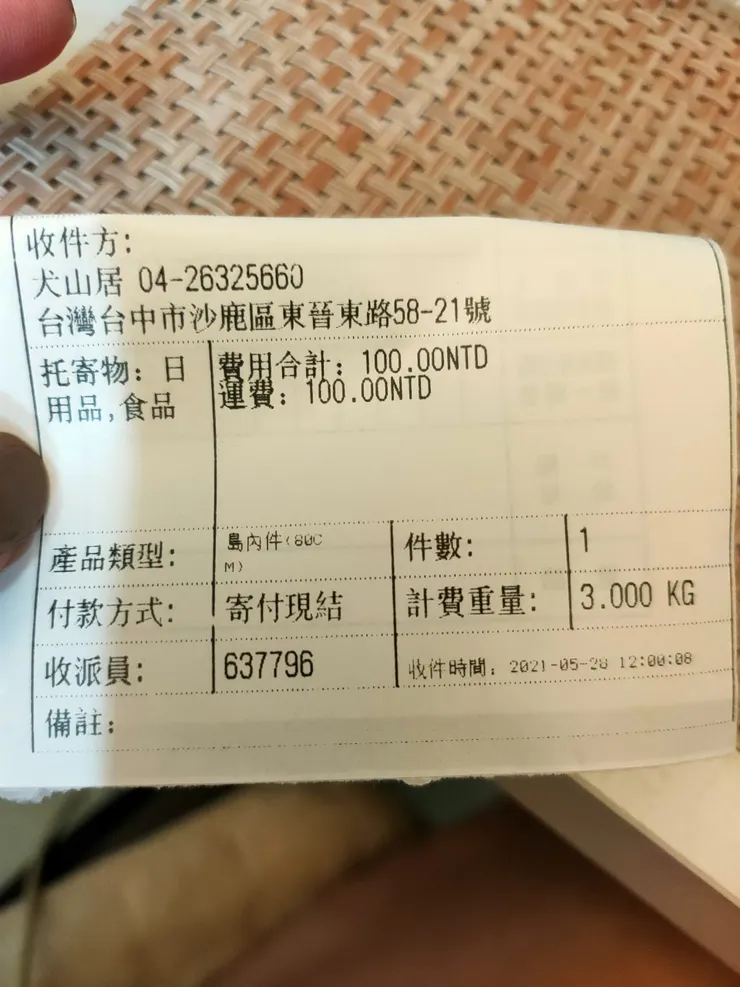 收件方:
犬山居 04-26325660
台灣台中市沙鹿區東晉東路58-21號
托寄物: 日
用品,食品
費用合計: 100.00NTD
運費: 100.00NTD
產品類型:
島內件(80C
M)
件數:
1
付款方式:
寄付現結
計費重量:
3.000 KG
收派員:
637796
收件時間: 2021-05-28 12:00:08
備註: